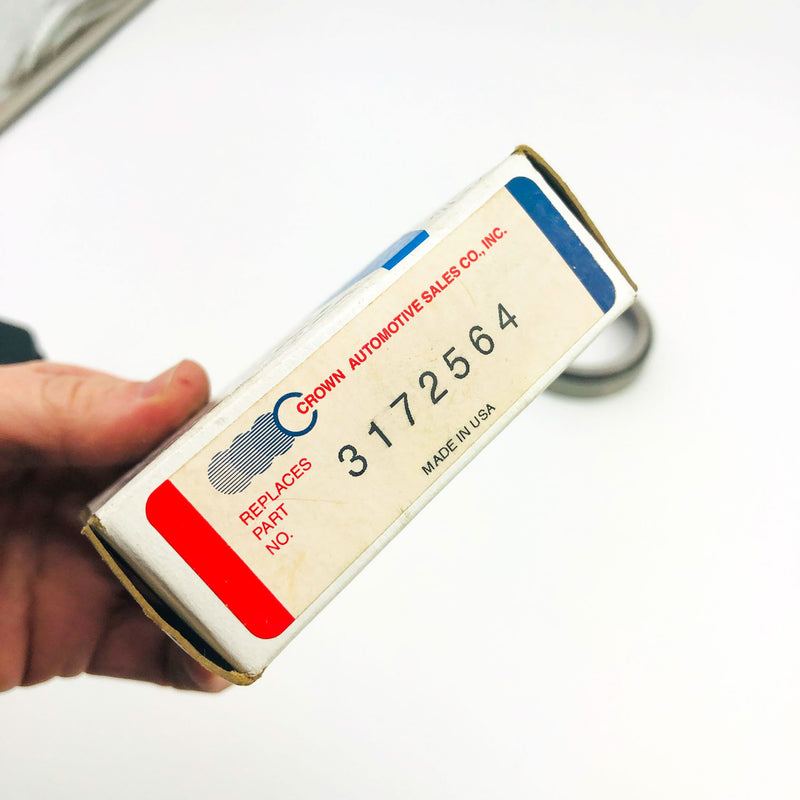 CROWN AUTOMOTIVE SALES CO., INC.
REPLACES
PART
NO.
3172564
MADE IN USA